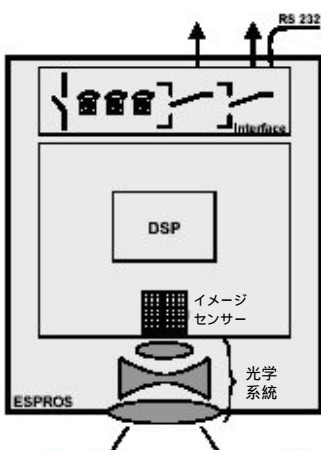 RS 232
Interface
DSP
イメージ
センサー
光学
系統
ESPROS